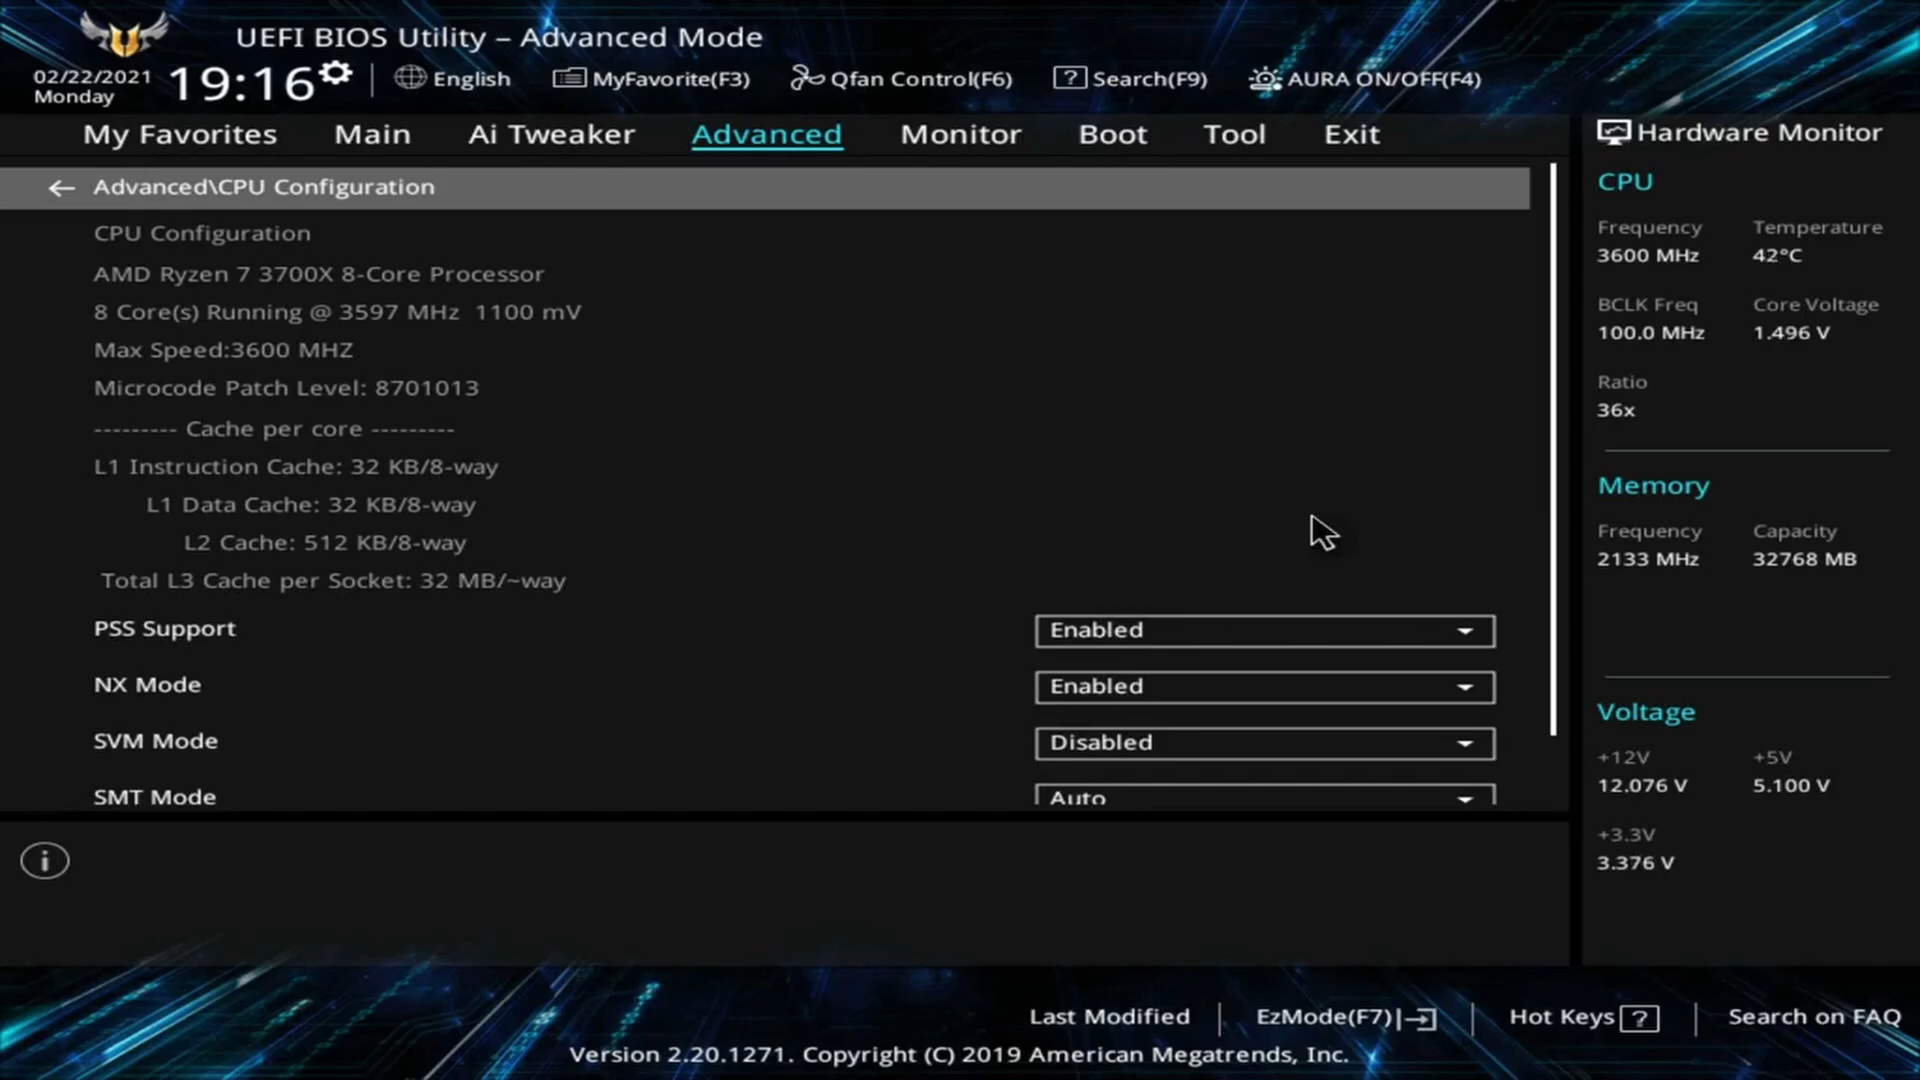 UEFI BIOS Utility – Advanced Mode
02/22/2021
Monday
19:16
English
MyFavorite(F3)
Qfan Control(F6)
? Search(F9)
AURA ON/OFF(F4)
My Favorites
Main
Ai Tweaker
Advanced
Monitor
Boot
Tool
Exit
Hardware Monitor
Advanced\CPU Configuration
CPU Configuration
AMD Ryzen 7 3700X 8-Core Processor
8 Core(s) Running @ 3597 MHz 1100 mV
Max Speed:3600 MHZ
Microcode Patch Level: 8701013
--------- Cache per core ---------
L1 Instruction Cache: 32 KB/8-way
L1 Data Cache: 32 KB/8-way
L2 Cache: 512 KB/8-way
Total L3 Cache per Socket: 32 MB/~way
PSS Support
Enabled
NX Mode
Enabled
SVM Mode
Disabled
SMT Mode
Auto
CPU
Frequency
Temperature
3600 MHz
42°C
BCLK Freq
Core Voltage
100.0 MHz
1.496 V
Ratio
36x
Memory
Frequency
Capacity
2133 MHz
32768 MB
Voltage
+12V
+5V
12.076 V
5.100 V
+3.3V
3.376 V
i
Last Modified
EzMode(F7)
Hot Keys ?
Search on FAQ
Version 2.20.1271. Copyright (C) 2019 American Megatrends, Inc.